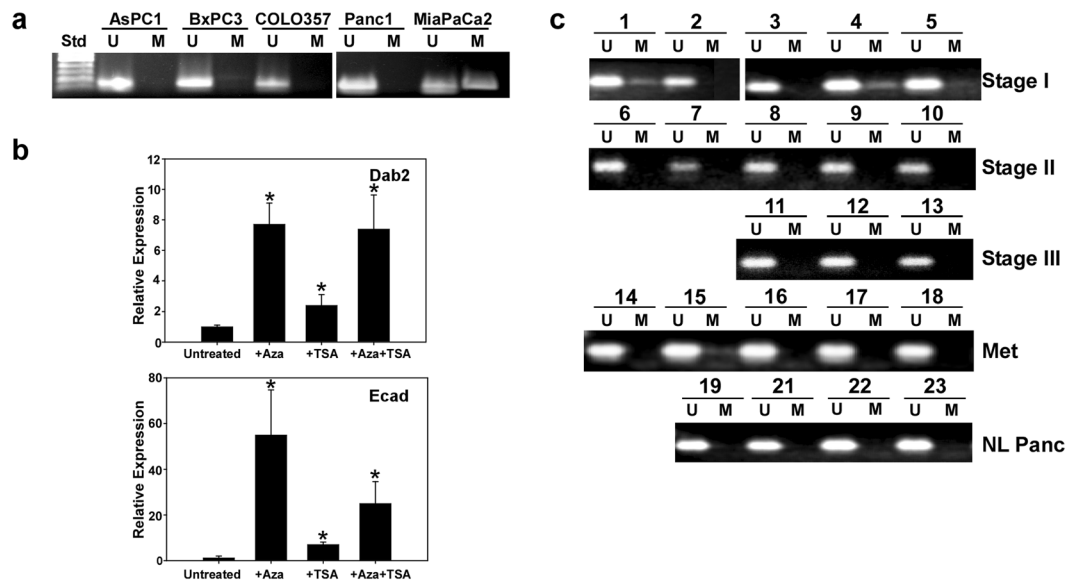 a
AsPC1 BxPC3 COLO357 Panc1 MiaPaCa2
Std U M U M U M U M U M
b
Dab2
Relative Expression
12
10
8
6
4
2
0
* * *
Untreated +Aza +TSA +Aza+TSA
Ecad
Relative Expression
80
60
40
20
0
* * *
Untreated +Aza +TSA +Aza+TSA
c
1 2 3 4 5
U M U M U M U M U M
Stage I
6 7 8 9 10
U M U M U M U M U M
Stage II
11 12 13
U M U M U M
Stage III
14 15 16 17 18
U M U M U M U M U M
Met
19 21 22 23
U M U M U M U M
NL Panc